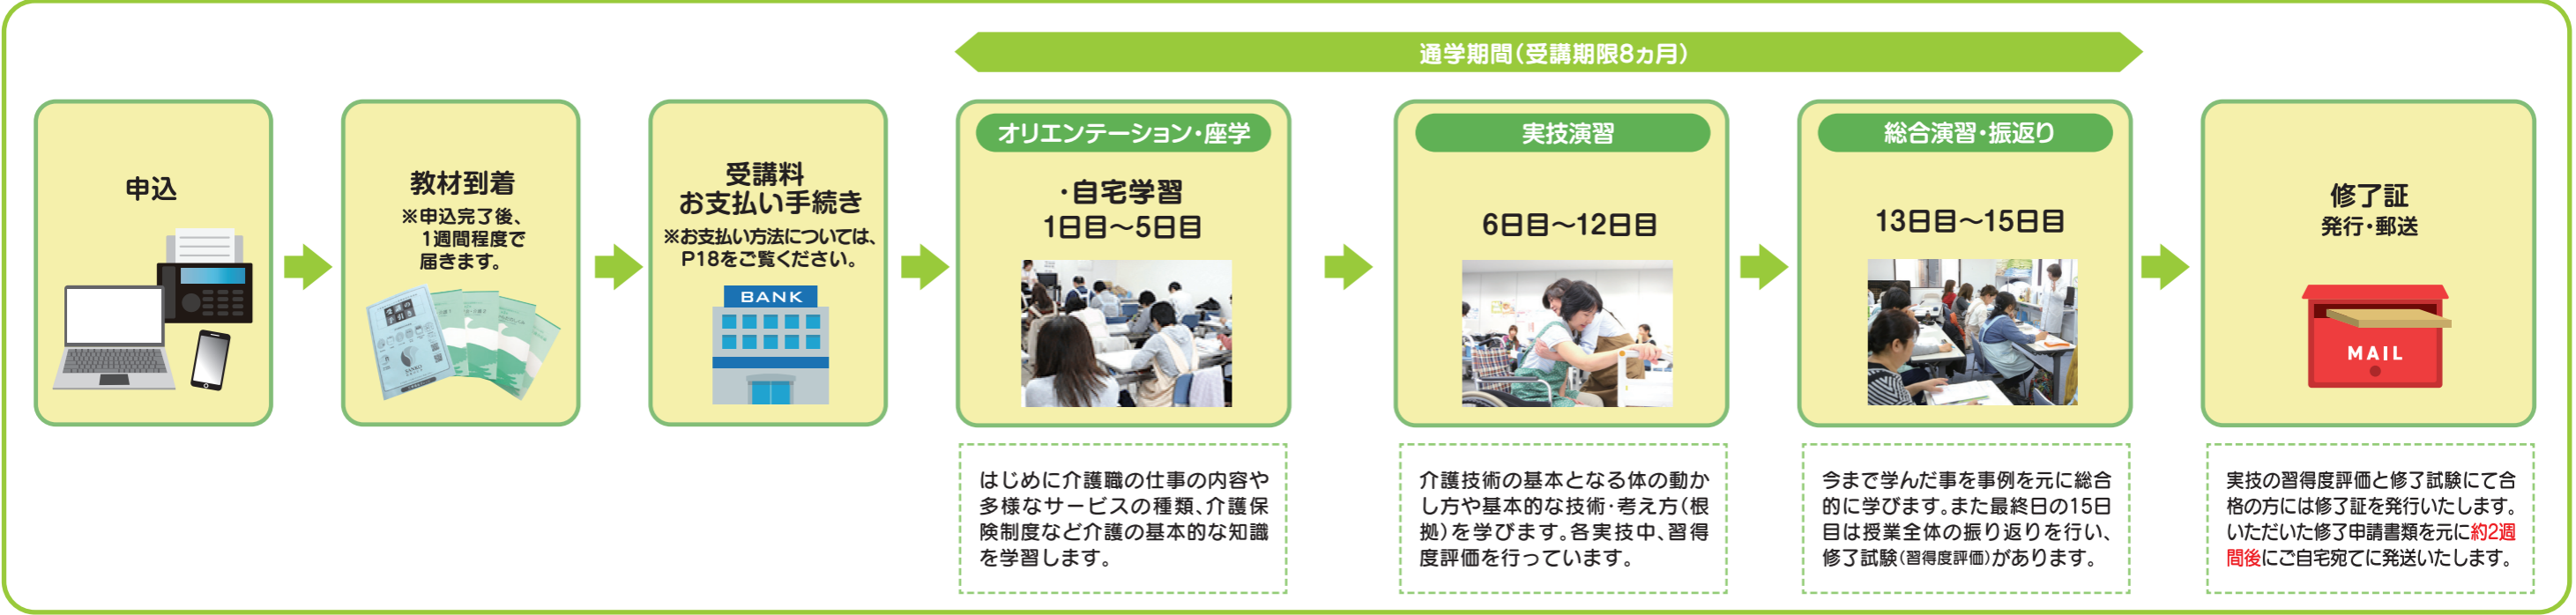 通学期間（受講期限8ヵ月）
申込
教材到着
※申込完了後、
1週間程度で
届きます。
受講の
手引き
受講料
お支払い手続き
※お支払い方法については、
P18をご覧ください。
BANK
オリエンテーション・座学
・自宅学習
1日目～5日目
はじめに介護職の仕事の内容や
多様なサービスの種類、介護保
険制度など介護の基本的な知識
を学習します。
実技演習
6日目～12日目
介護技術の基本となる体の動か
し方や基本的な技術・考え方（根
拠）を学びます。各実技中、習得
度評価を行っています。
総合演習・振返り
13日目～15日目
今まで学んだ事を事例を元に総合
的に学びます。また最終日の15日
目は授業全体の振り返りを行い、
修了試験（習得度評価）があります。
修了証
発行・郵送
MAIL
実技の習得度評価と修了試験にて合
格の方には修了証を発行いたします。
いただいた修了申請書類を元に約2週
間後にご自宅宛てに発送いたします。